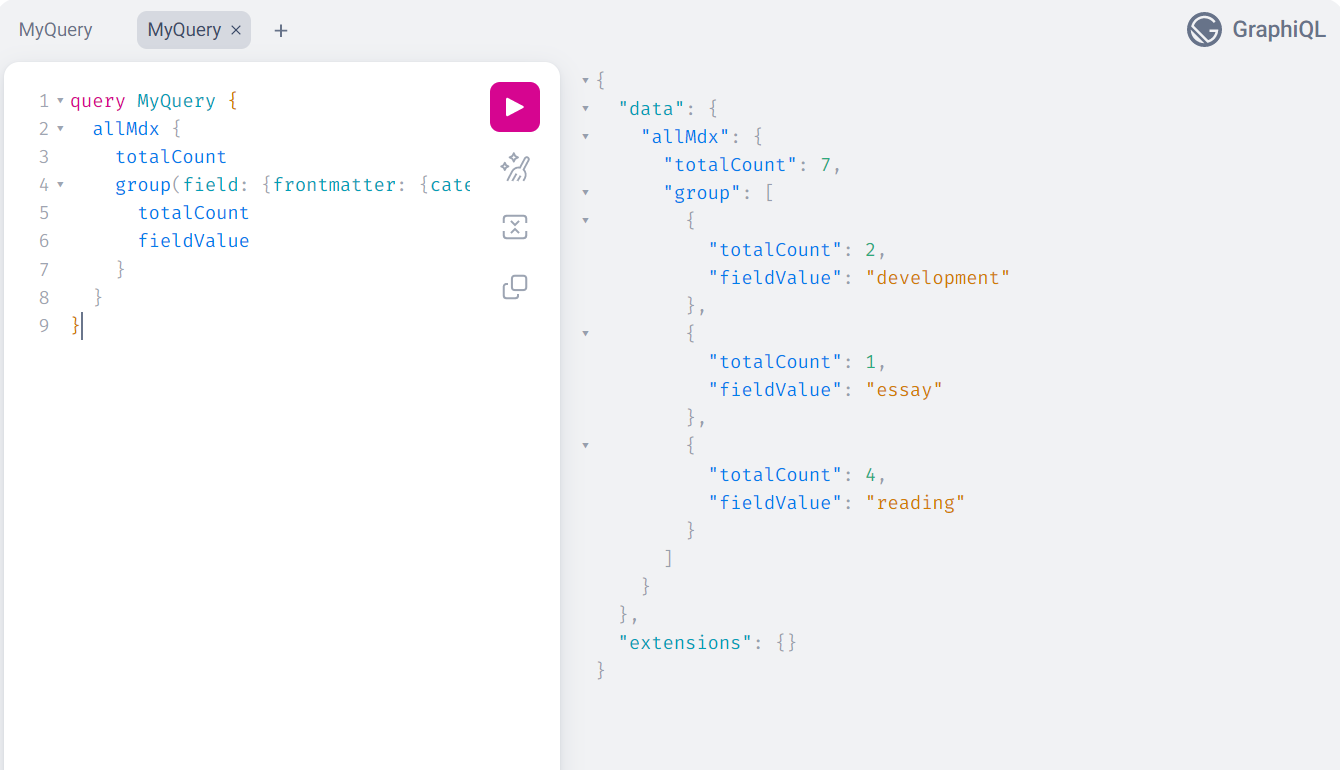 MyQuery
MyQuery ×
+
GraphiQL
1 query MyQuery {
2   allMdx {
3     totalCount
4     group(field: {frontmatter: {cate
5       totalCount
6       fieldValue
7     }
8   }
9 }
{
  "data": {
    "allMdx": {
      "totalCount": 7,
      "group": [
        {
          "totalCount": 2,
          "fieldValue": "development"
        },
        {
          "totalCount": 1,
          "fieldValue": "essay"
        },
        {
          "totalCount": 4,
          "fieldValue": "reading"
        }
      ]
    }
  },
  "extensions": {}
}